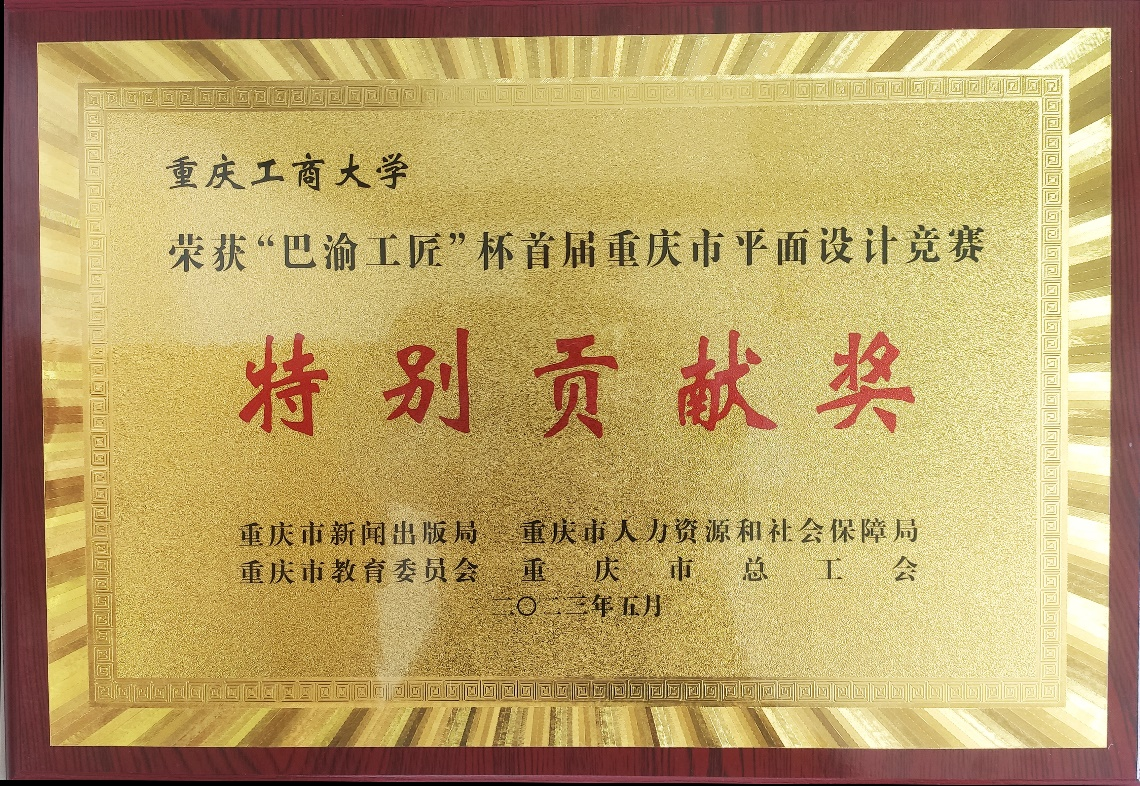 重庆工商大学
荣获“巴渝工匠”杯首届重庆市平面设计竞赛
特别贡献奖
重庆市新闻出版局 重庆市人力资源和社会保障局
重庆市教育委员会 重庆市总工会
二〇二三年五月